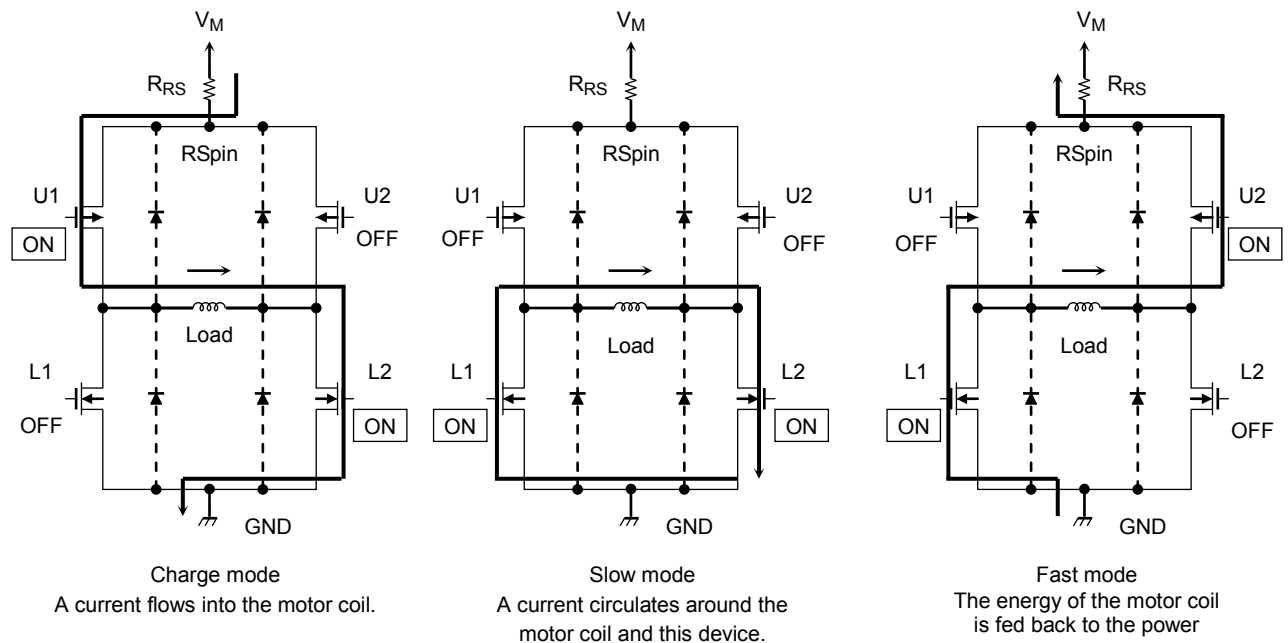 VM
RRS
RSpin
U1
ON
U2
OFF
Load
L1
OFF
L2
ON
GND
Charge mode
A current flows into the motor coil.
VM
RRS
RSpin
U1
OFF
U2
OFF
Load
L1
ON
L2
ON
GND
Slow mode
A current circulates around the
motor coil and this device.
VM
RRS
RSpin
U1
OFF
U2
ON
Load
L1
ON
L2
OFF
GND
Fast mode
The energy of the motor coil
is fed back to the power